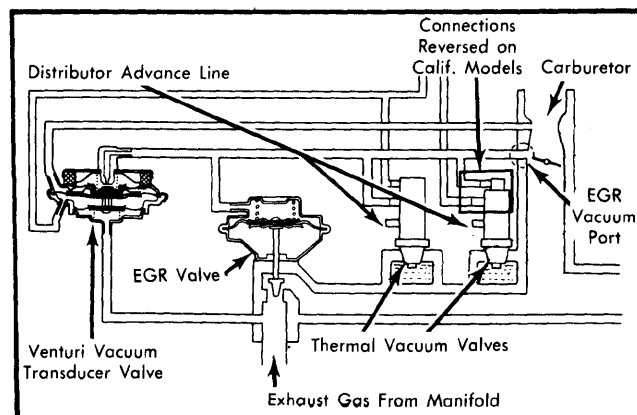 Connections
Reversed on
Calif. Models
Distributor Advance Line
Carburetor
EGR
Vacuum
Port
EGR Valve
Venturi Vacuum
Transducer Valve
Thermal Vacuum Valves
Exhaust Gas From Manifold